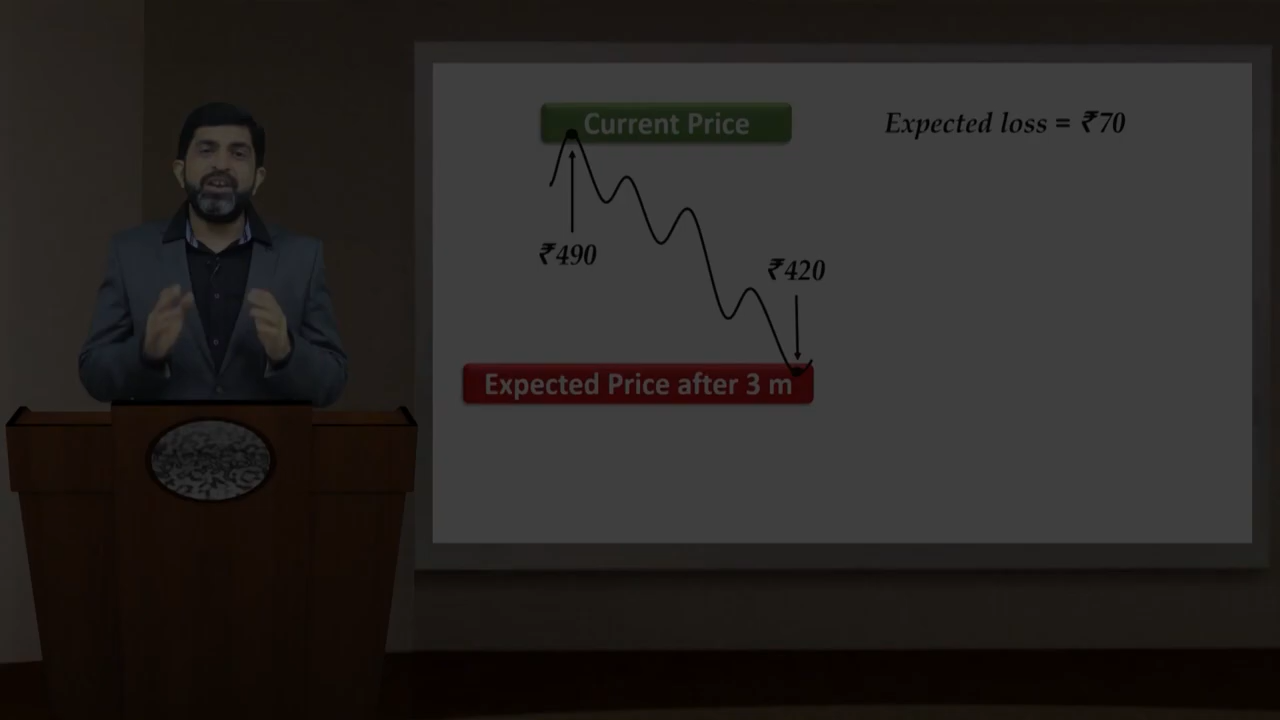 Current Price
Expected loss = ₹70
₹490
₹420
Expected Price after 3 m